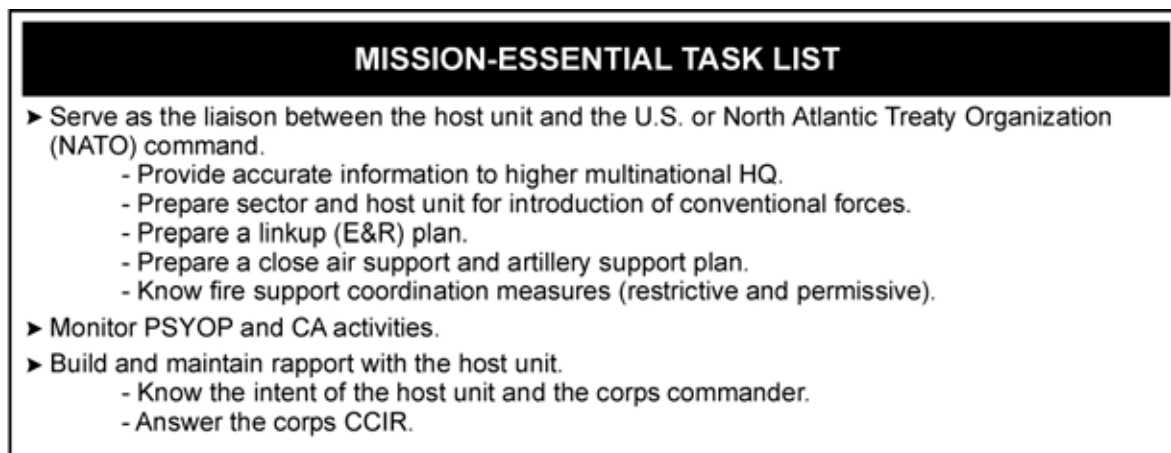 MISSION-ESSENTIAL TASK LIST
➤ Serve as the liaison between the host unit and the U.S. or North Atlantic Treaty Organization
(NATO) command.
- Provide accurate information to higher multinational HQ.
- Prepare sector and host unit for introduction of conventional forces.
- Prepare a linkup (E&R) plan.
- Prepare a close air support and artillery support plan.
- Know fire support coordination measures (restrictive and permissive).
➤ Monitor PSYOP and CA activities.
➤ Build and maintain rapport with the host unit.
- Know the intent of the host unit and the corps commander.
- Answer the corps CCIR.